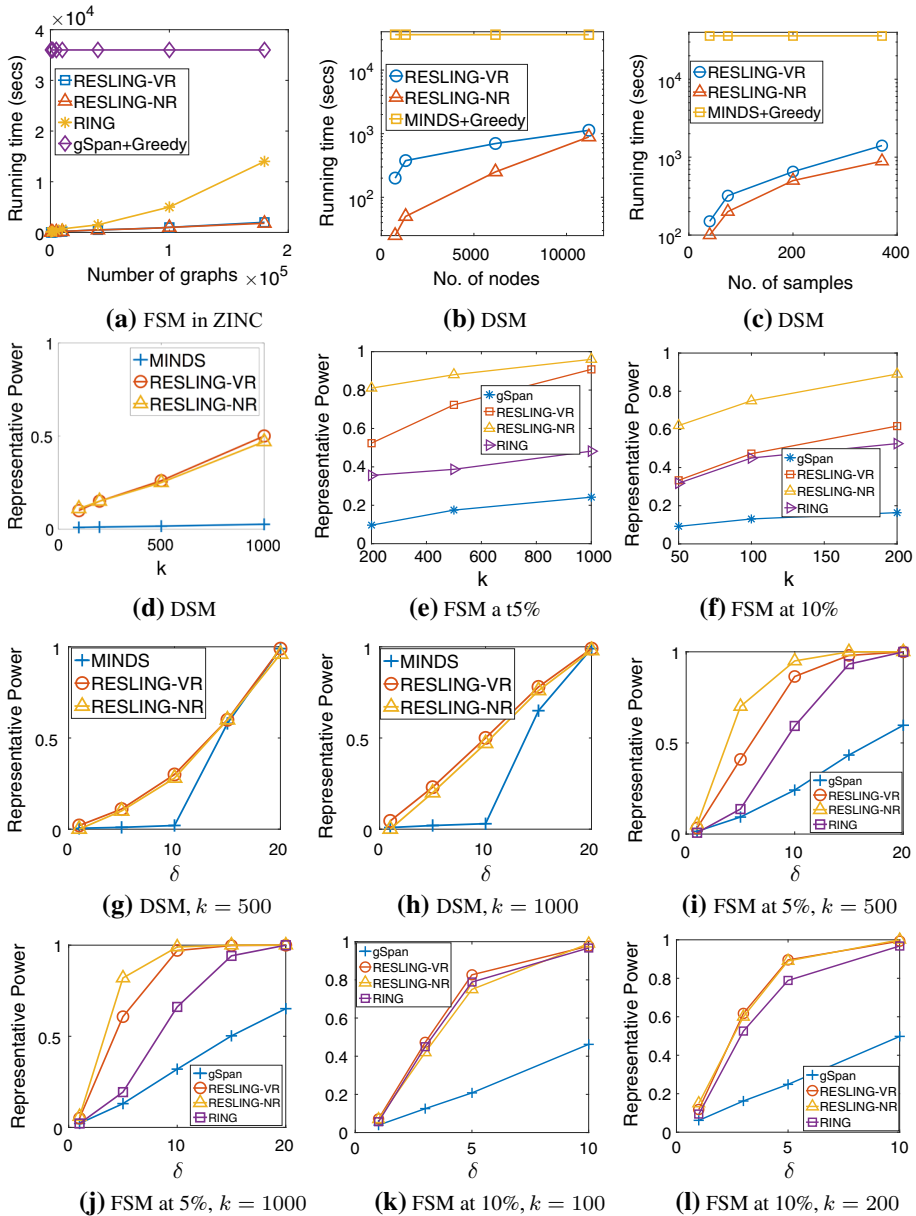 × 10⁴
4
3
2
1
0
Running time (secs)
RESLING-VR
RESLING-NR
RING
gSpan+Greedy
0 1 2
Number of graphs × 10⁵
(a) FSM in ZINC
10⁴
10³
10²
Running time (secs)
RESLING-VR
RESLING-NR
MINDS+Greedy
0 5000 10000
No. of nodes
(b) DSM
10⁴
10³
10²
Running time (secs)
RESLING-VR
RESLING-NR
MINDS+Greedy
0 200 400
No. of samples
(c) DSM
1
0.5
0
Representative Power
MINDS
RESLING-VR
RESLING-NR
500 1000
k
(d) DSM
1
0.8
0.6
0.4
0.2
0
Representative Power
gSpan
RESLING-VR
RESLING-NR
RING
200 400 600 800 1000
k
(e) FSM a t5%
1
0.8
0.6
0.4
0.2
0
Representative Power
gSpan
RESLING-VR
RESLING-NR
RING
50 100 150 200
k
(f) FSM at 10%
1
0.5
0
Representative Power
MINDS
RESLING-VR
RESLING-NR
0 10 20
δ
(g) DSM, k = 500
1
0.5
0
Representative Power
MINDS
RESLING-VR
RESLING-NR
0 10 20
δ
(h) DSM, k = 1000
1
0.5
0
Representative Power
gSpan
RESLING-VR
RESLING-NR
RING
0 10 20
δ
(i) FSM at 5%, k = 500
1
0.5
0
Representative Power
gSpan
RESLING-VR
RESLING-NR
RING
0 10 20
δ
(j) FSM at 5%, k = 1000
1
0.8
0.6
0.4
0.2
0
Representative Power
gSpan
RESLING-VR
RESLING-NR
RING
0 5 10
δ
(k) FSM at 10%, k = 100
1
0.8
0.6
0.4
0.2
0
Representative Power
gSpan
RESLING-VR
RESLING-NR
RING
0 5 10
δ
(l) FSM at 10%, k = 200